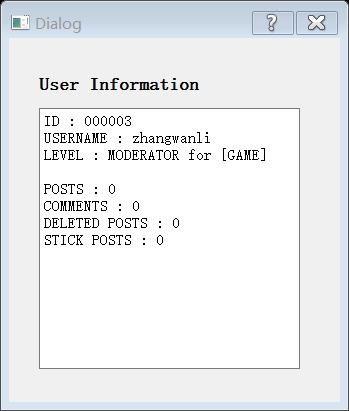 Dialog
User Information
ID : 000003
USERNAME : zhangwanli
LEVEL : MODERATOR for [GAME]
POSTS : 0
COMMENTS : 0
DELETED POSTS : 0
STICK POSTS : 0